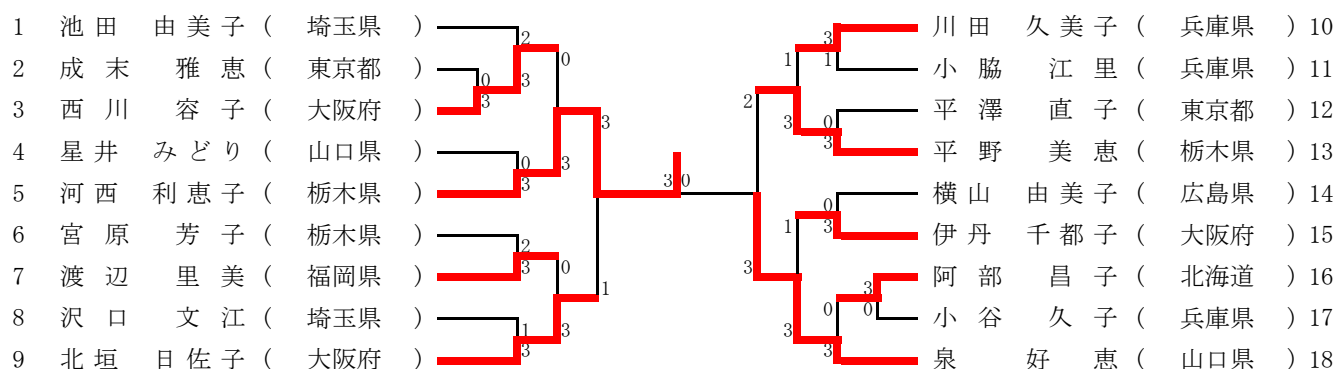 1 池田 由美子 ( 埼玉県 )
2 成末 雅恵 ( 東京都 )
3 西川 容子 ( 大阪府 )
4 星井 みどり ( 山口県 )
5 河西 利恵子 ( 栃木県 )
6 宮原 芳子 ( 栃木県 )
7 渡辺 里美 ( 福岡県 )
8 沢口 文江 ( 埼玉県 )
9 北垣 日佐子 ( 大阪府 )
2
0
0
3
3
3
0
3
3
2
0
3
1
1
3
3
3 0
3
1
1
2
0
3
3
0
1
3
3
3
0
0
3
3
川田 久美子 ( 兵庫県 ) 10
小脇 江里 ( 兵庫県 ) 11
平澤 直子 ( 東京都 ) 12
平野 美恵 ( 栃木県 ) 13
横山 由美子 ( 広島県 ) 14
伊丹 千都子 ( 大阪府 ) 15
阿部 昌子 ( 北海道 ) 16
小谷 久子 ( 兵庫県 ) 17
泉 好恵 ( 山口県 ) 18